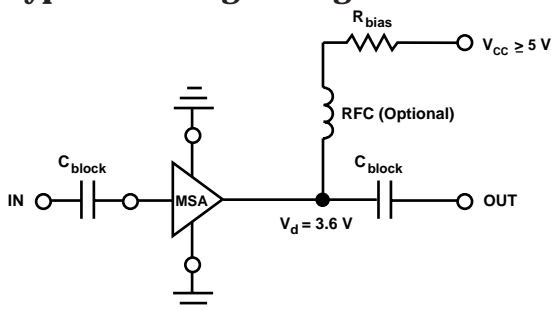 R bias
V CC ≥ 5 V
RFC (Optional)
C block
C block
IN
MSA
OUT
V d = 3.6 V